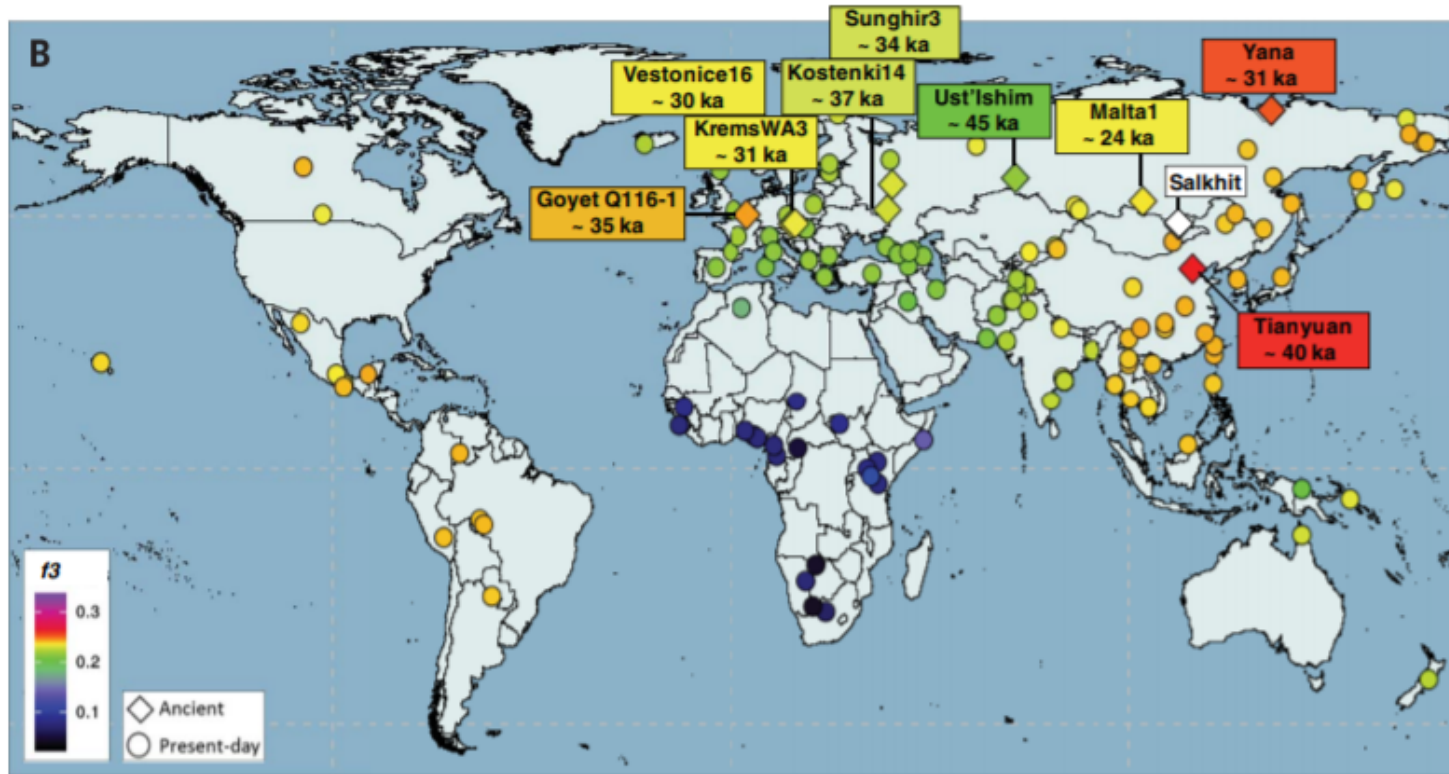 B
Sunghir3
~ 34 ka
Yana
~ 31 ka
Vestonice16
~ 30 ka
Kostenki14
~ 37 ka
Ust'Ishim
~ 45 ka
Malta1
~ 24 ka
KremsWA3
~ 31 ka
Salkhit
Goyet Q116-1
~ 35 ka
Tianyuan
~ 40 ka
f3
0.3
0.2
0.1
Ancient
Present-day